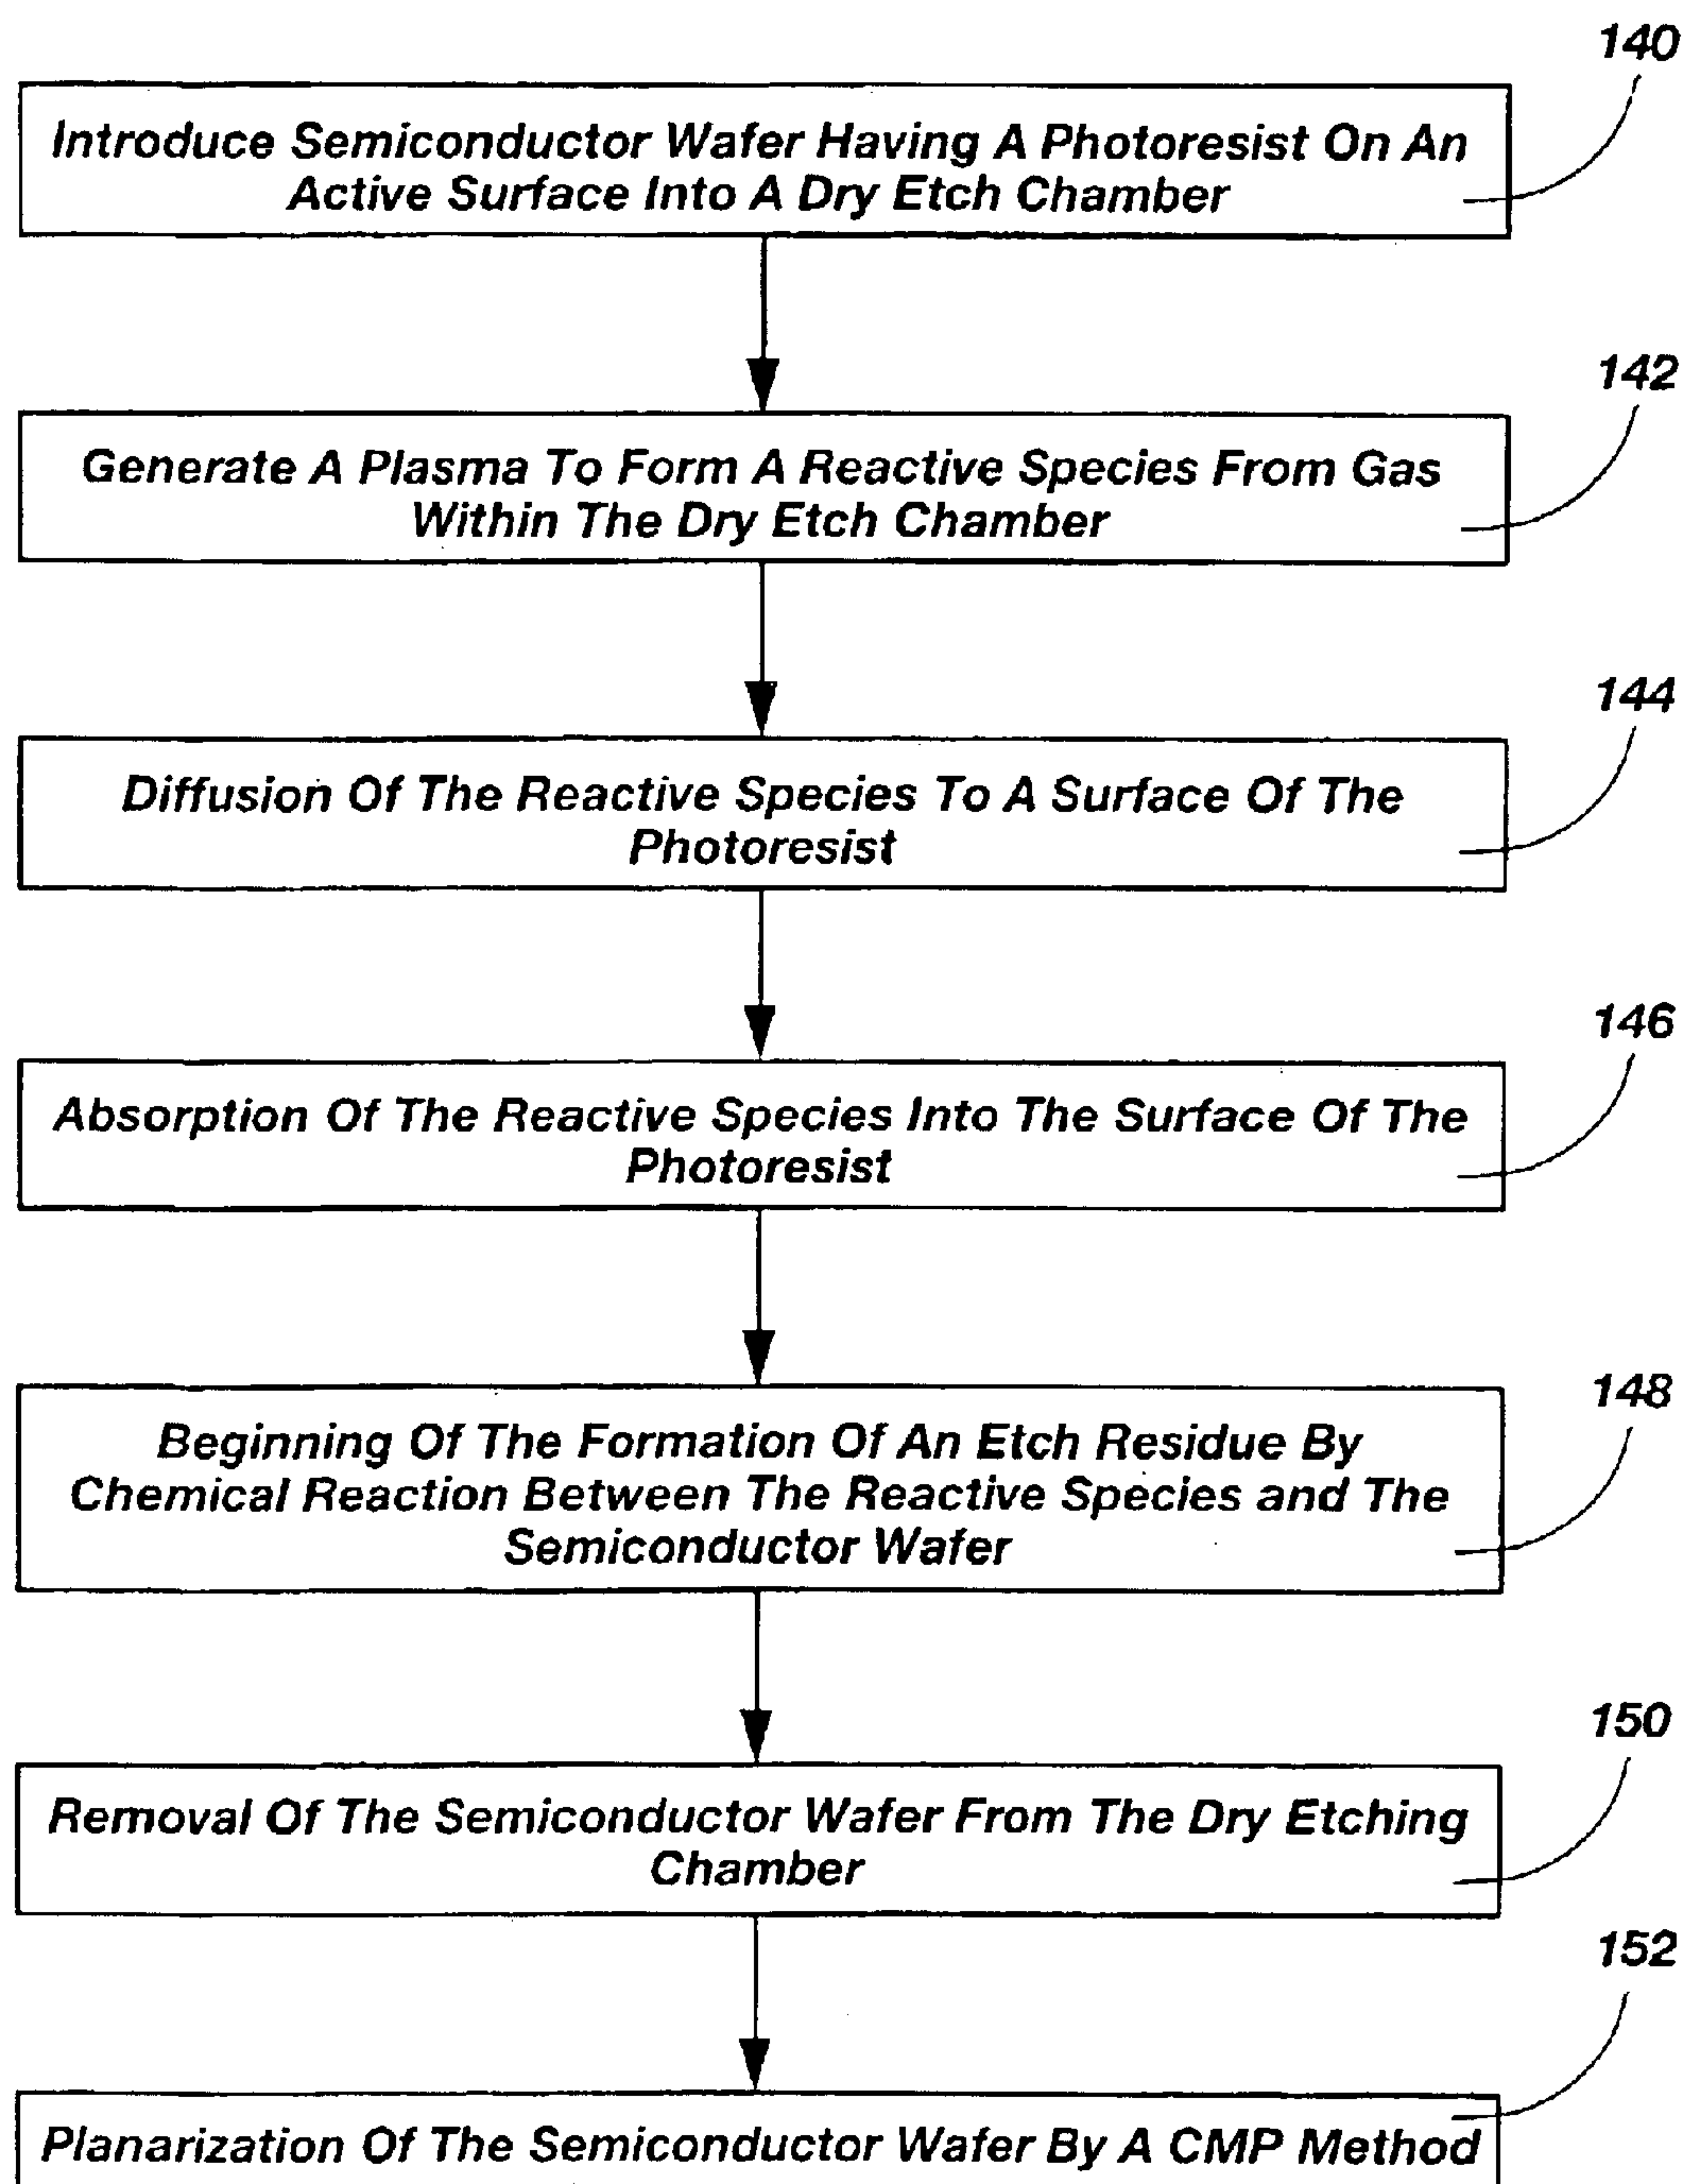 140
Introduce Semiconductor Wafer Having A Photoresist On An
Active Surface Into A Dry Etch Chamber
142
Generate A Plasma To Form A Reactive Species From Gas
Within The Dry Etch Chamber
144
Diffusion Of The Reactive Species To A Surface Of The
Photoresist
146
Absorption Of The Reactive Species Into The Surface Of The
Photoresist
148
Beginning Of The Formation Of An Etch Residue By
Chemical Reaction Between The Reactive Species and The
Semiconductor Wafer
150
Removal Of The Semiconductor Wafer From The Dry Etching
Chamber
152
Planarization Of The Semiconductor Wafer By A CMP Method